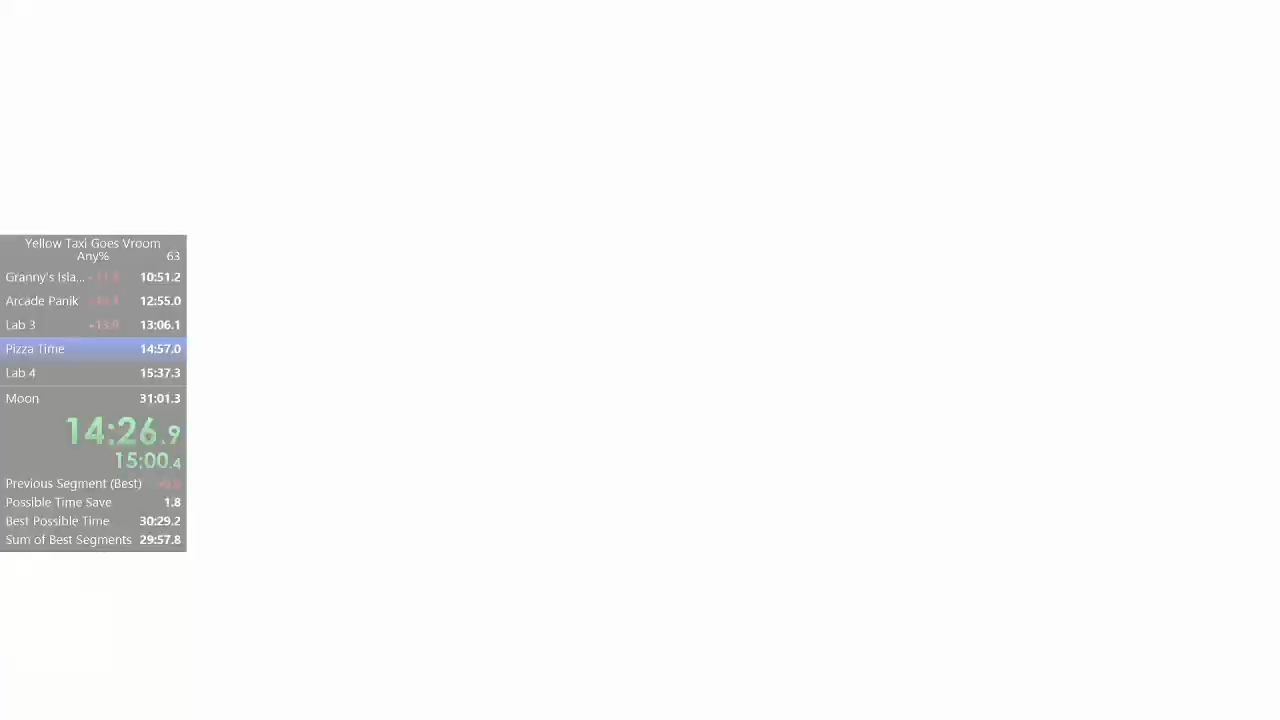 Yellow Taxi Goes Vroom
Any% 63
Granny's Isla... 10:51.2
Arcade Panik 12:55.0
Lab 3 -13.9 13:06.1
Pizza Time 14:57.0
Lab 4 15:37.3
Moon 31:01.3
14:26.9
15:00.4
Previous Segment (Best)
Possible Time Save 1.8
Best Possible Time 30:29.2
Sum of Best Segments 29:57.8